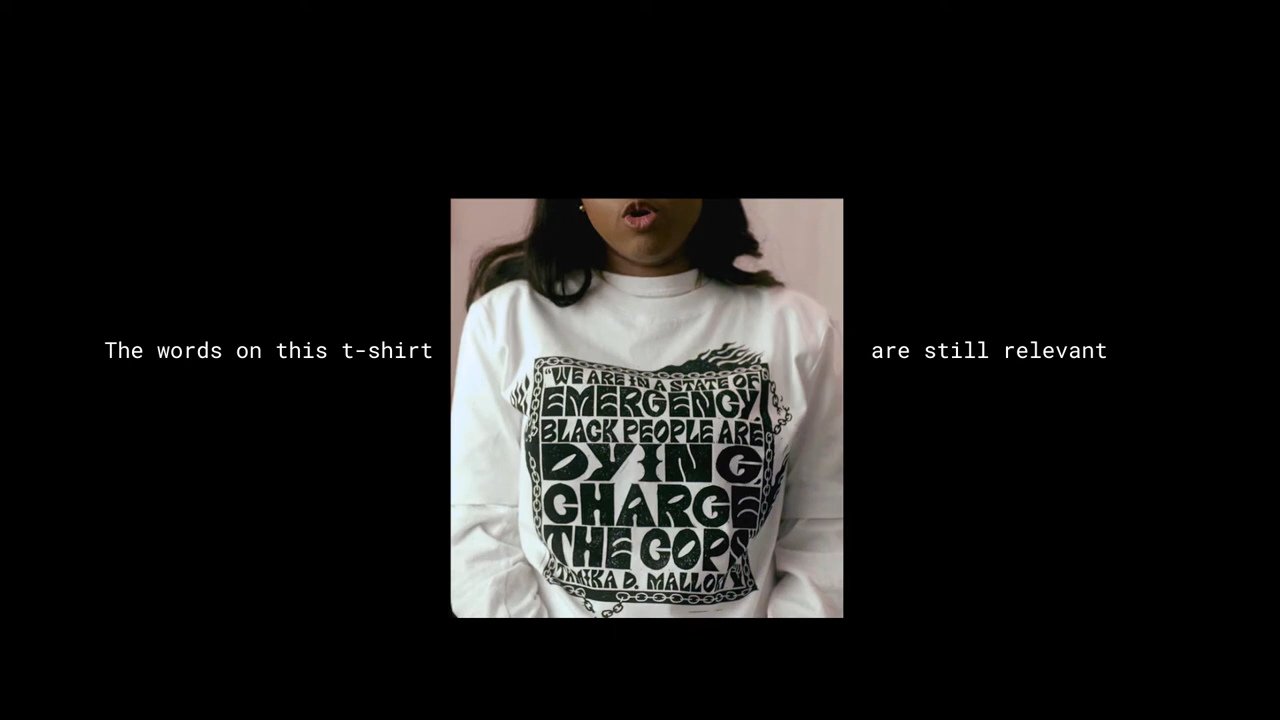 The words on this t-shirt
are still relevant
"WE ARE IN A STATE OF
EMERGENCY.
BLACK PEOPLE ARE
DYING
CHARGE
THE COPS"
TAMIKA D. MALLORY